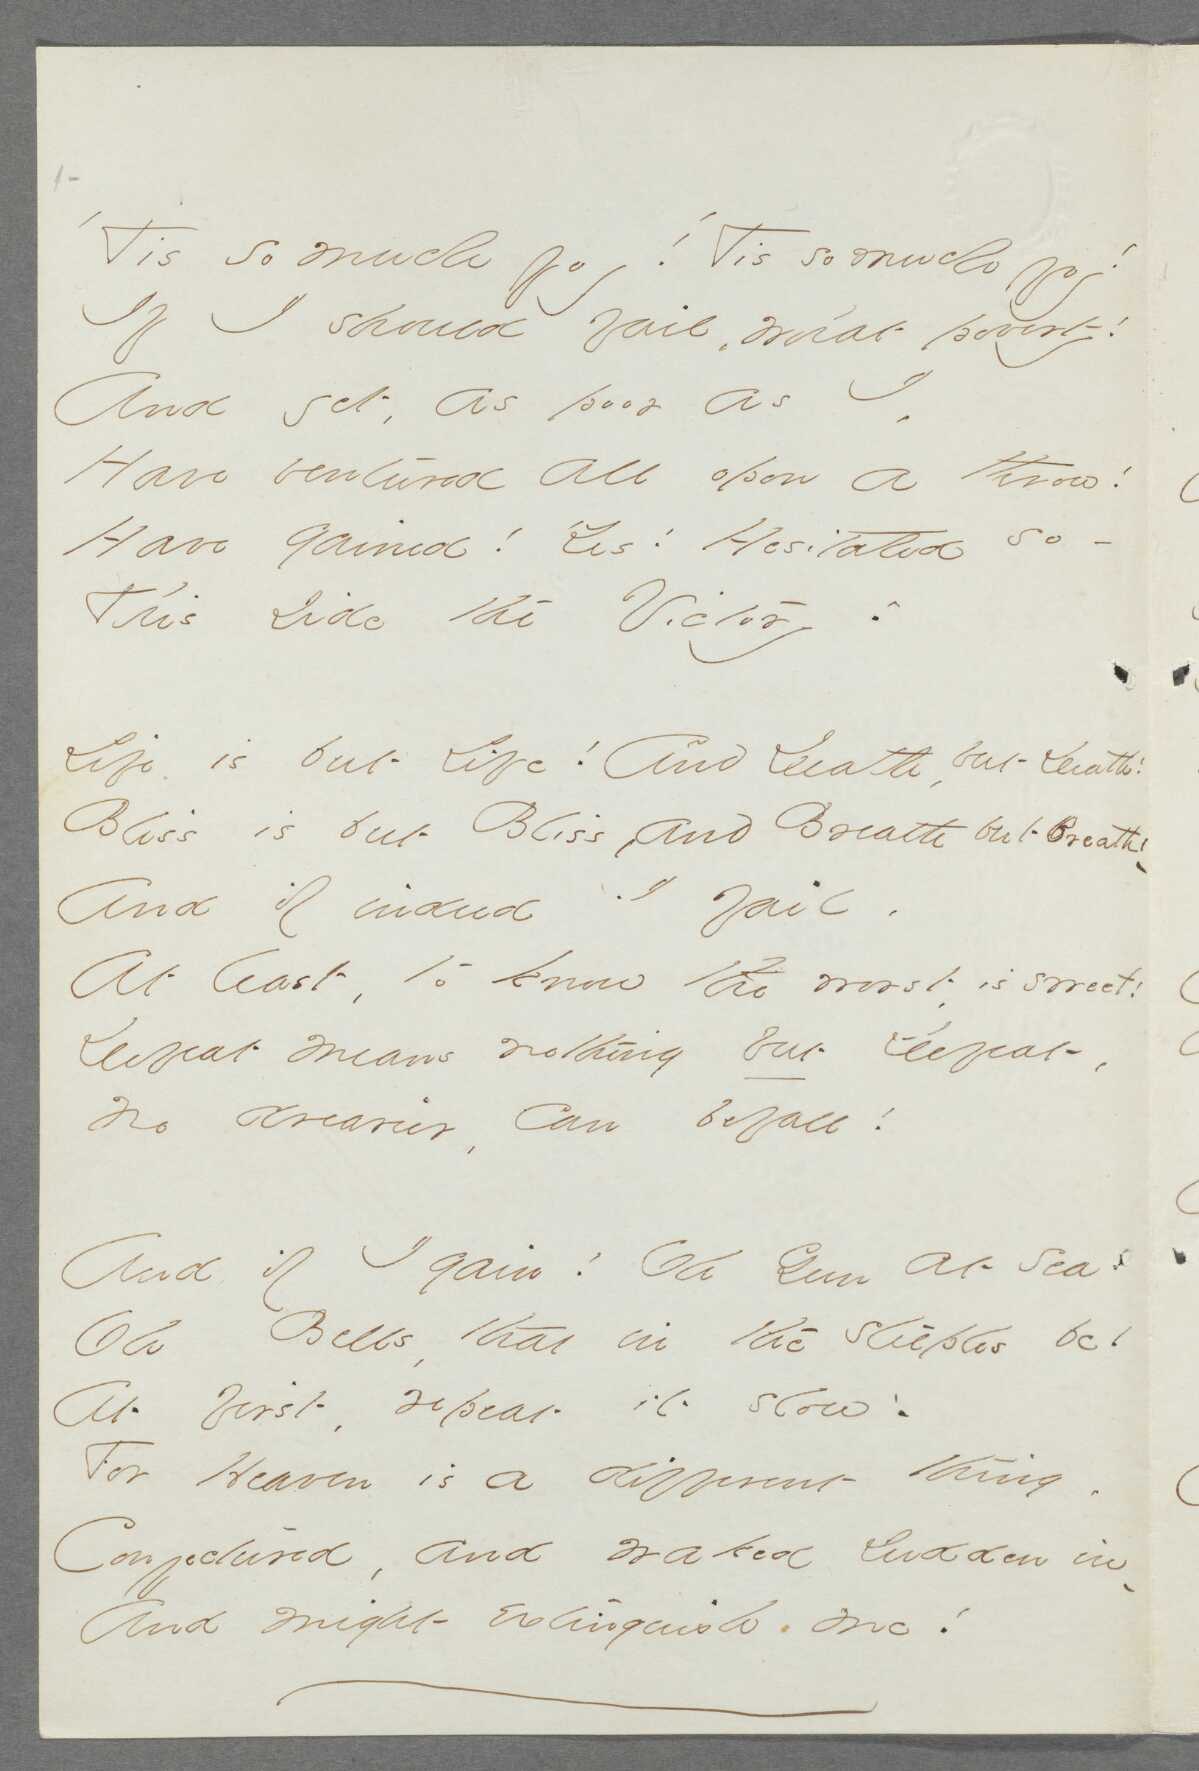 1-
'Tis so much joy! 'Tis so much joy!
If I should fail, what poverty!
And yet, as poor as I,
Have ventured all upon a throw!
Have gained! Yes! Hesitated so -
This side the Victory!
Life is but Life! And Death, but Death!
Bliss is but Bliss, and Breath but Breath!
And if indeed I fail,
At least, to know the worst, is sweet!
Defeat means nothing but Defeat,
No drearier, can befall!
And if I gain! Oh Gun at Sea!
Oh Bells, that in the steeples be!
At first, repeat it slow!
For Heaven is a different thing,
Conjectured, and waked sudden in -
And might extinguish me!